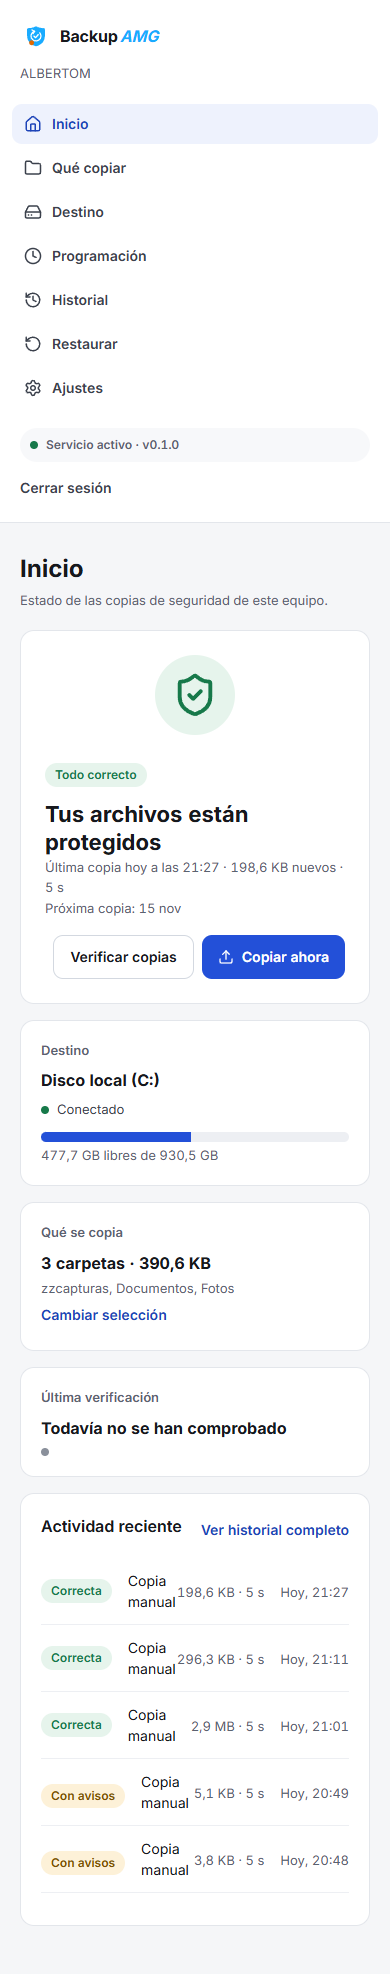 Backup AMG
ALBERTOM
Inicio
Qué copiar
Destino
Programación
Historial
Restaurar
Ajustes
Servicio activo · v0.1.0
Cerrar sesión
Inicio
Estado de las copias de seguridad de este equipo.
Todo correcto
Tus archivos están
protegidos
Última copia hoy a las 21:27 · 198,6 KB nuevos ·
5 s
Próxima copia: 15 nov
Verificar copias
Copiar ahora
Destino
Disco local (C:)
Conectado
477,7 GB libres de 930,5 GB
Qué se copia
3 carpetas · 390,6 KB
zzcapturas, Documentos, Fotos
Cambiar selección
Última verificación
Todavía no se han comprobado
Actividad reciente
Ver historial completo
Correcta
Copia
manual
198,6 KB · 5 s
Hoy, 21:27
Correcta
Copia
manual
296,3 KB · 5 s
Hoy, 21:11
Correcta
Copia
manual
2,9 MB · 5 s
Hoy, 21:01
Con avisos
Copia
manual
5,1 KB · 5 s
Hoy, 20:49
Con avisos
Copia
manual
3,8 KB · 5 s
Hoy, 20:48